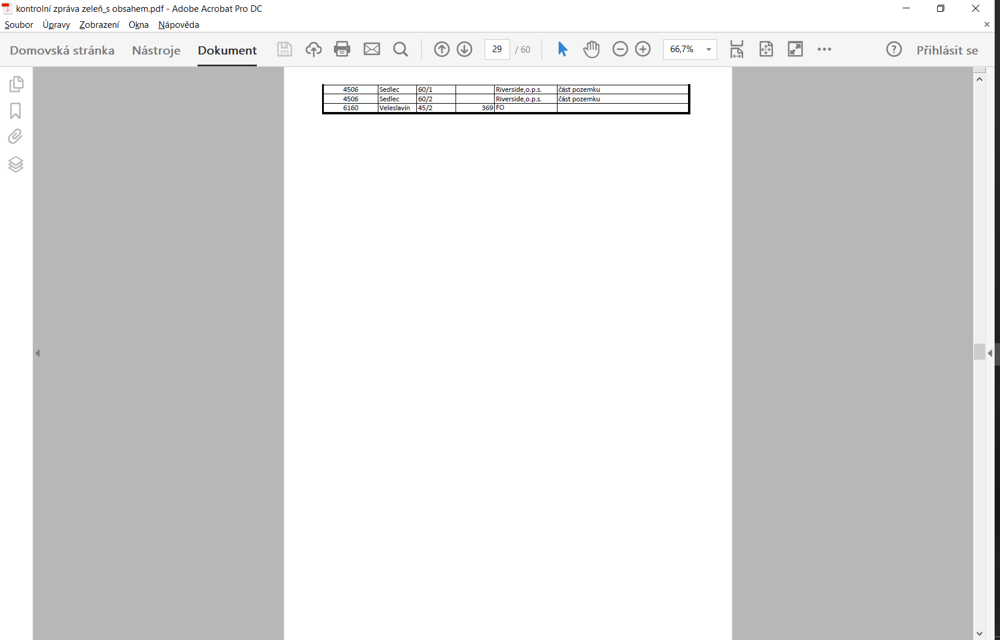 kontrolní zpráva zeleň_s obsahem.pdf - Adobe Acrobat Pro DC
Soubor Úpravy Zobrazení Okna Nápověda
Domovská stránka Nástroje Dokument 29 / 60 66,7% Přihlásit se
4506 Sedlec 60/1 Riverside,o.p.s. část pozemku
4506 Sedlec 60/2 Riverside,o.p.s. část pozemku
6160 Veleslavín 45/2 369 FO